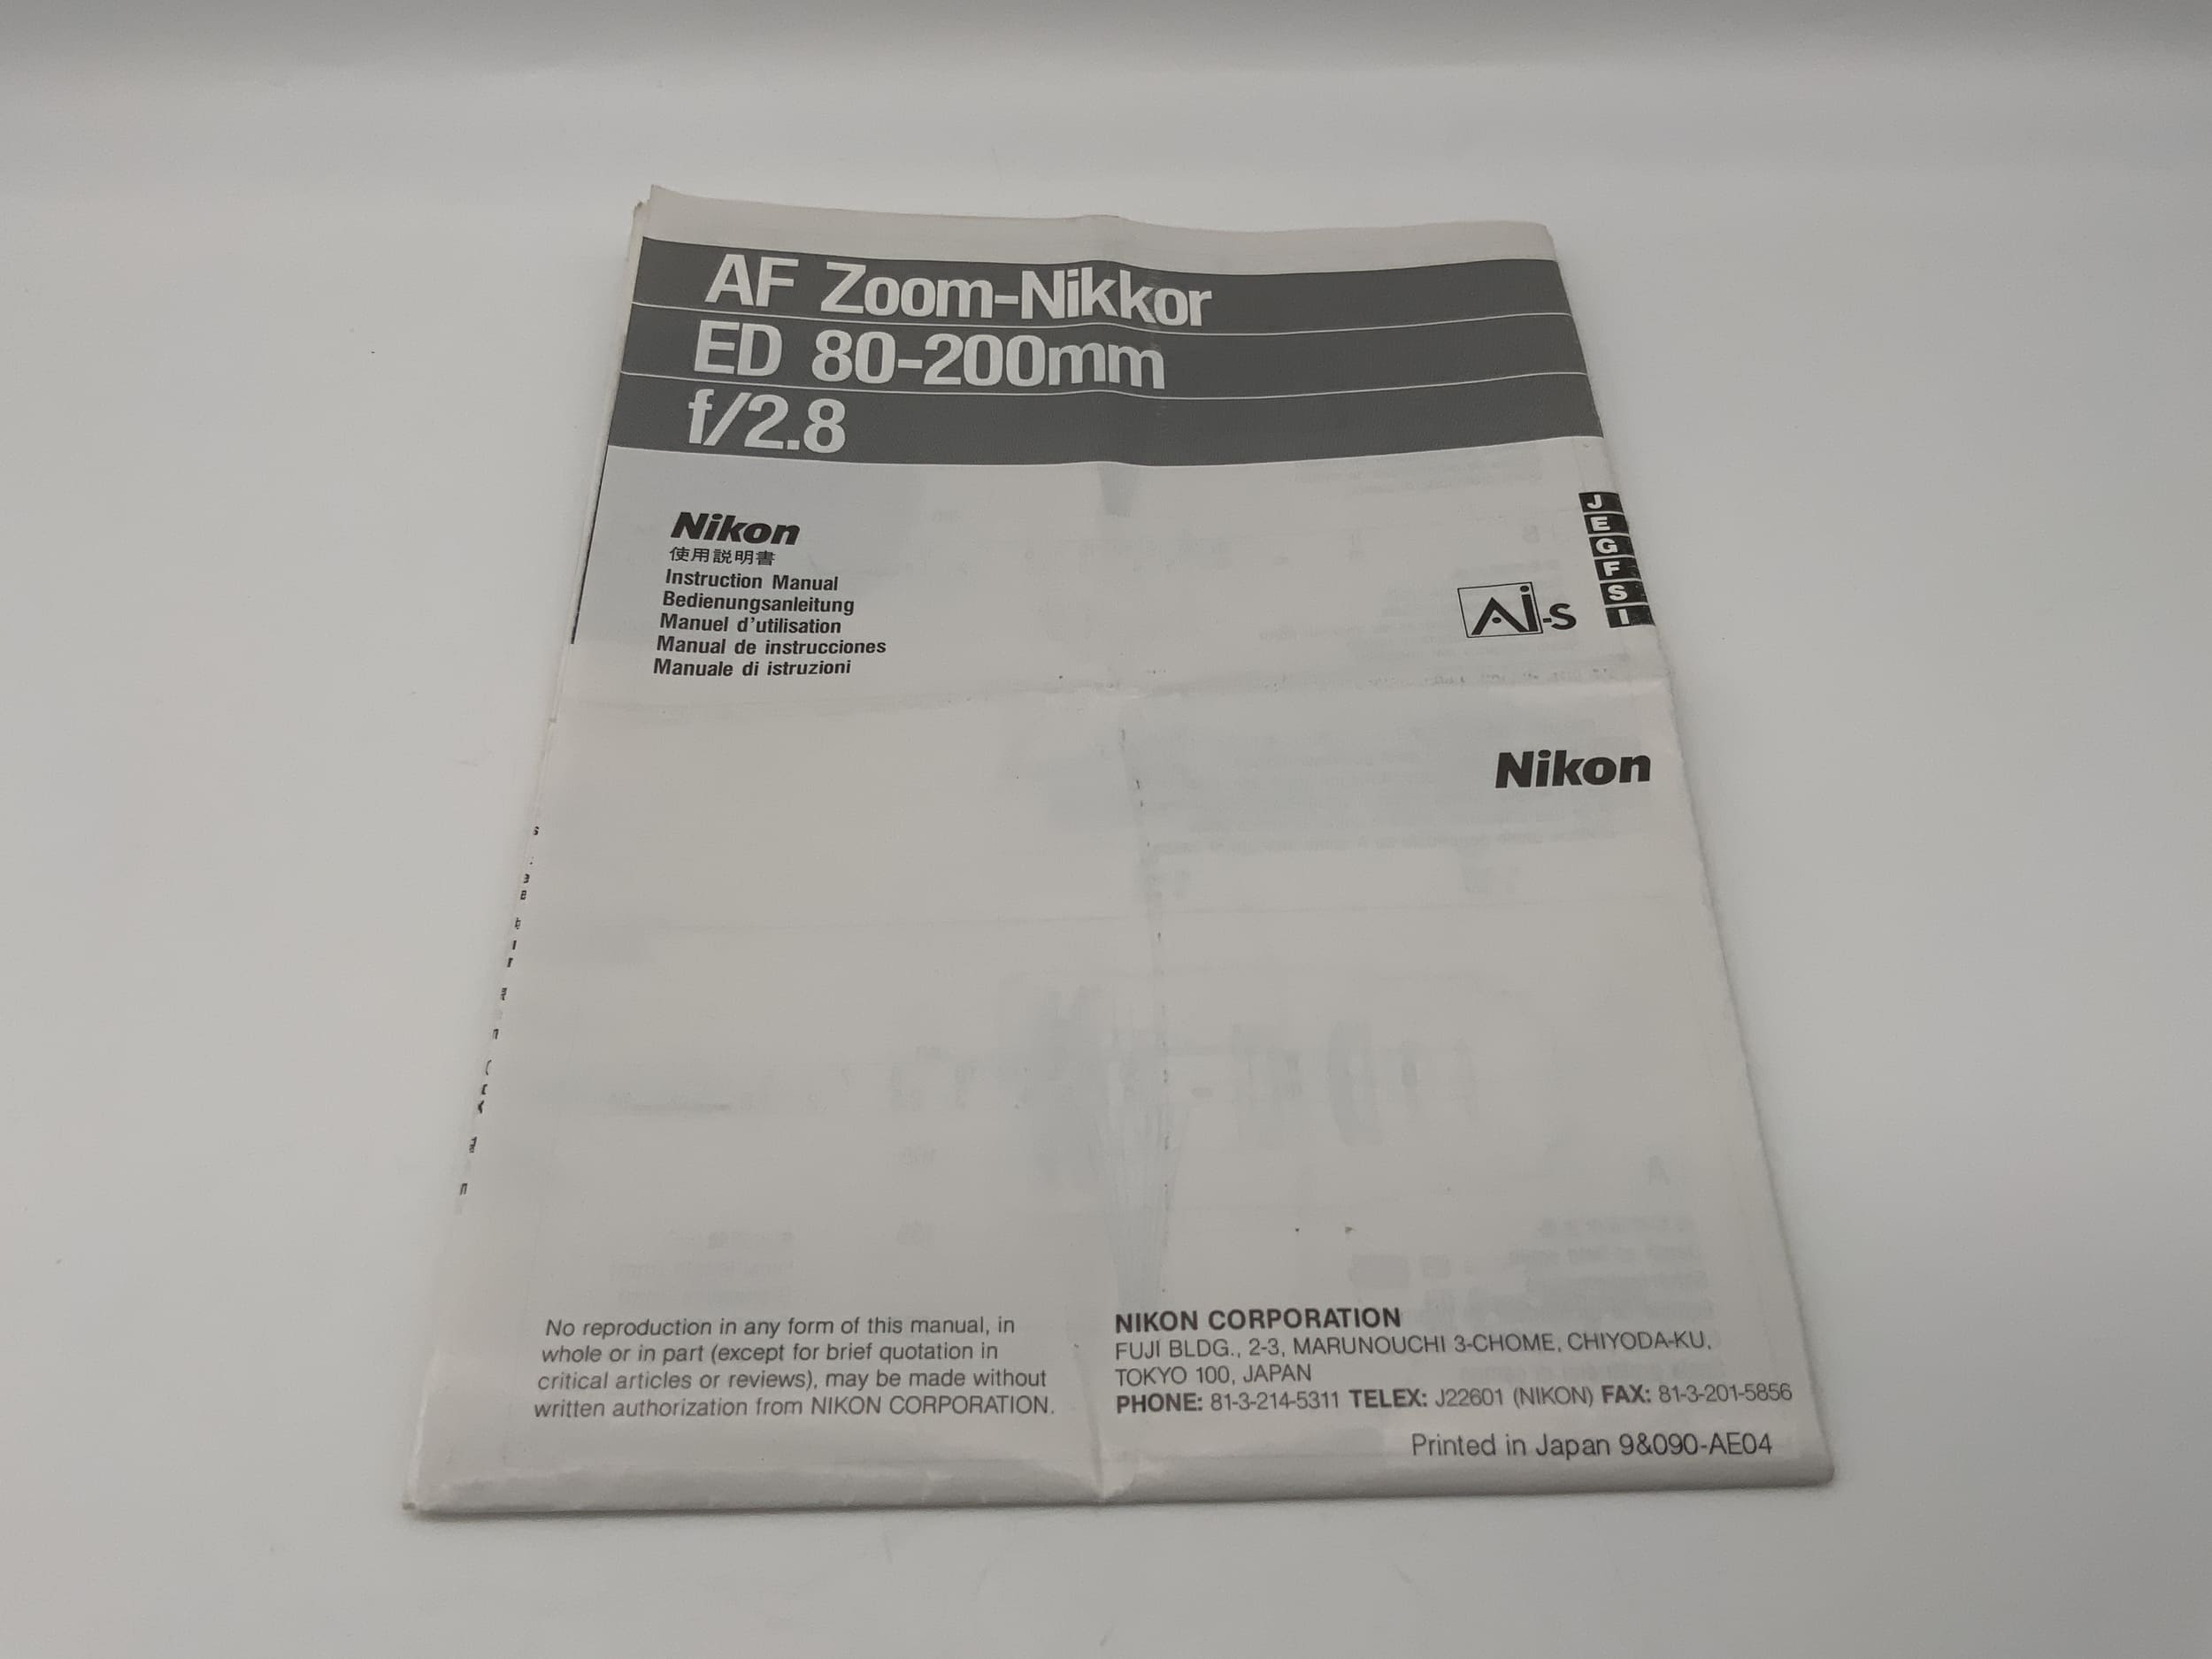 AF Zoom-Nikkor
ED 80-200mm
f/2.8
Nikon
使用説明書
Instruction Manual
Bedienungsanleitung
Manuel d'utilisation
Manual de instrucciones
Manuale di istruzioni
J
E
G
F
S
I
Ai-s
Nikon
No reproduction in any form of this manual, in
whole or in part (except for brief quotation in
critical articles or reviews), may be made without
written authorization from NIKON CORPORATION.
NIKON CORPORATION
FUJI BLDG., 2-3, MARUNOUCHI 3-CHOME, CHIYODA-KU,
TOKYO 100, JAPAN
PHONE: 81-3-214-5311 TELEX: J22601 (NIKON) FAX: 81-3-201-5856
Printed in Japan 9&090-AE04